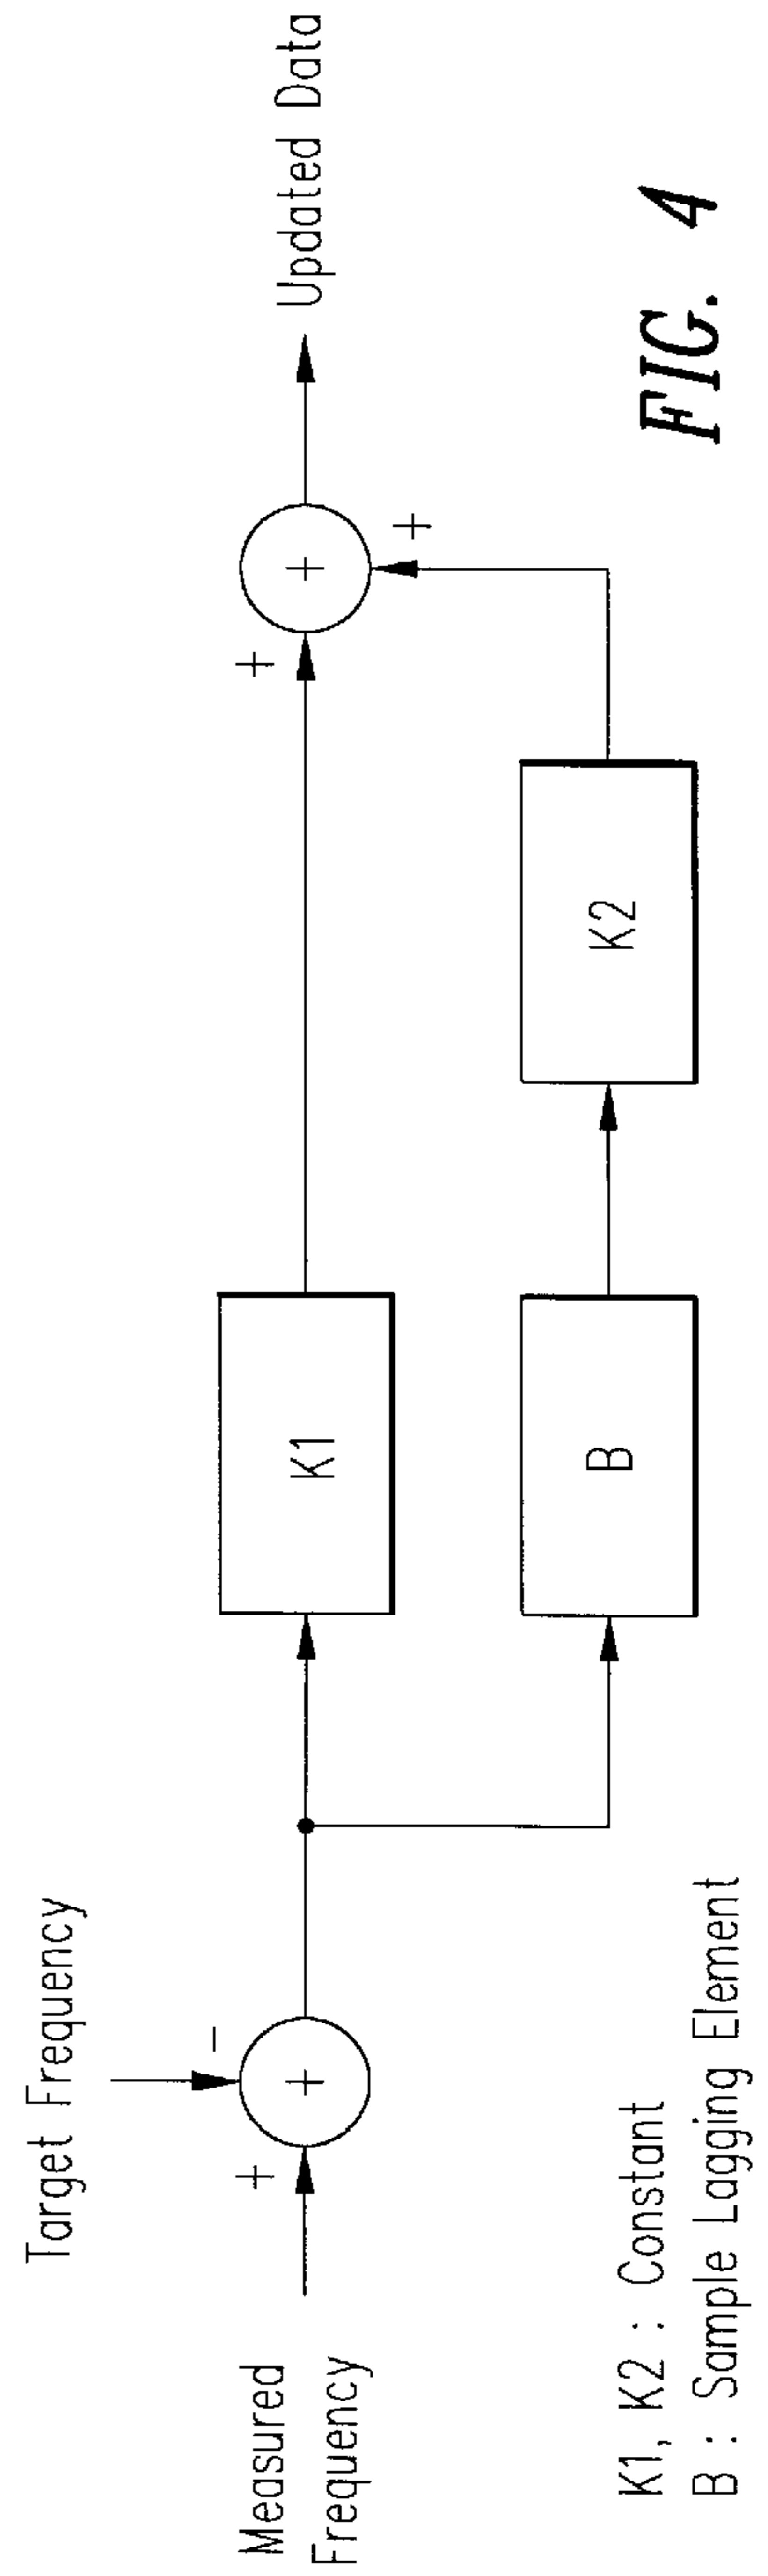 Target Frequency
-
Measured
Frequency
+
+
K1
+
+
+
Updated Data
B
K2
K1, K2 : Constant
B : Sample Lagging Element
FIG. 4